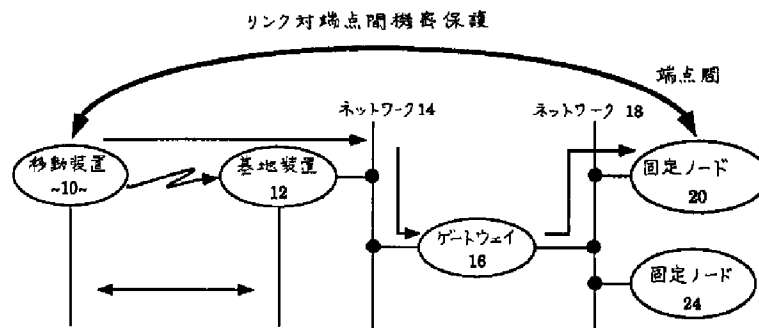 リンク対端点間機密保護
端点間
ネットワーク14
ネットワーク 18
移動装置
~10~
基地装置
12
固定ノード
20
ゲートウェイ
16
固定ノード
24